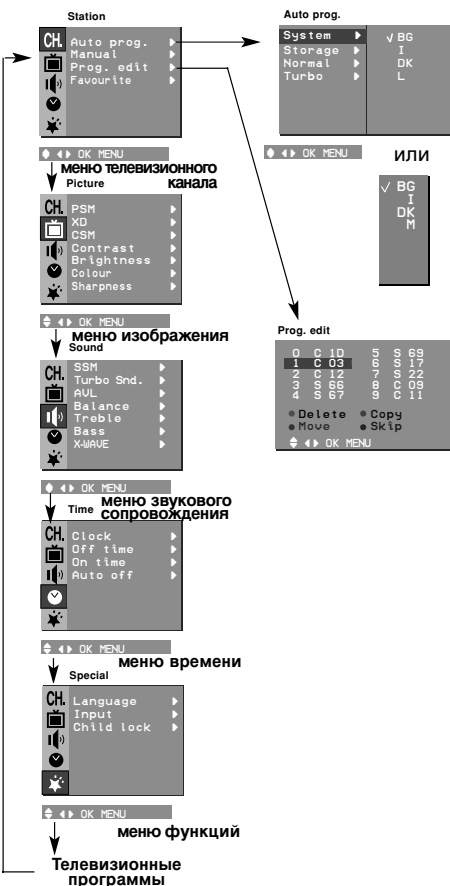 Station
CH.
Auto prog.
Manual
Prog. edit
Favourite
OK MENU
Auto prog.
System
Storage
Normal
Turbo
√ BG
I
DK
L
OK MENU
или
√ BG
I
DK
M
меню телевизионного
канала
Picture
CH.
PSM
XD
CSM
Contrast
Brightness
Colour
Sharpness
OK MENU
меню изображения
Prog. edit
0 C 10 5 S 69
1 C 03 6 S 17
2 C 12 7 S 22
3 S 66 8 C 09
4 S 67 9 C 11
Delete Copy
Move Skip
OK MENU
Sound
CH.
SSM
Turbo Snd.
AVL
Balance
Treble
Bass
X-WAVE
OK MENU
меню звукового
сопровождения
Time
CH.
Clock
Off time
On time
Auto off
OK MENU
меню времени
Special
CH.
Language
Input
Child lock
OK MENU
меню функций
Телевизионные
программы